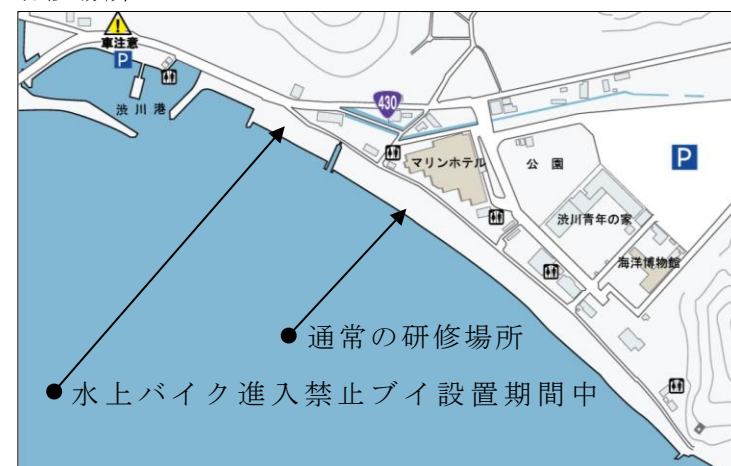 車注意
P
渋川港
430
マリンホテル
公園
P
渋川青年の家
海洋博物館
通常の研修場所
水上バイク進入禁止ブイ設置期間中